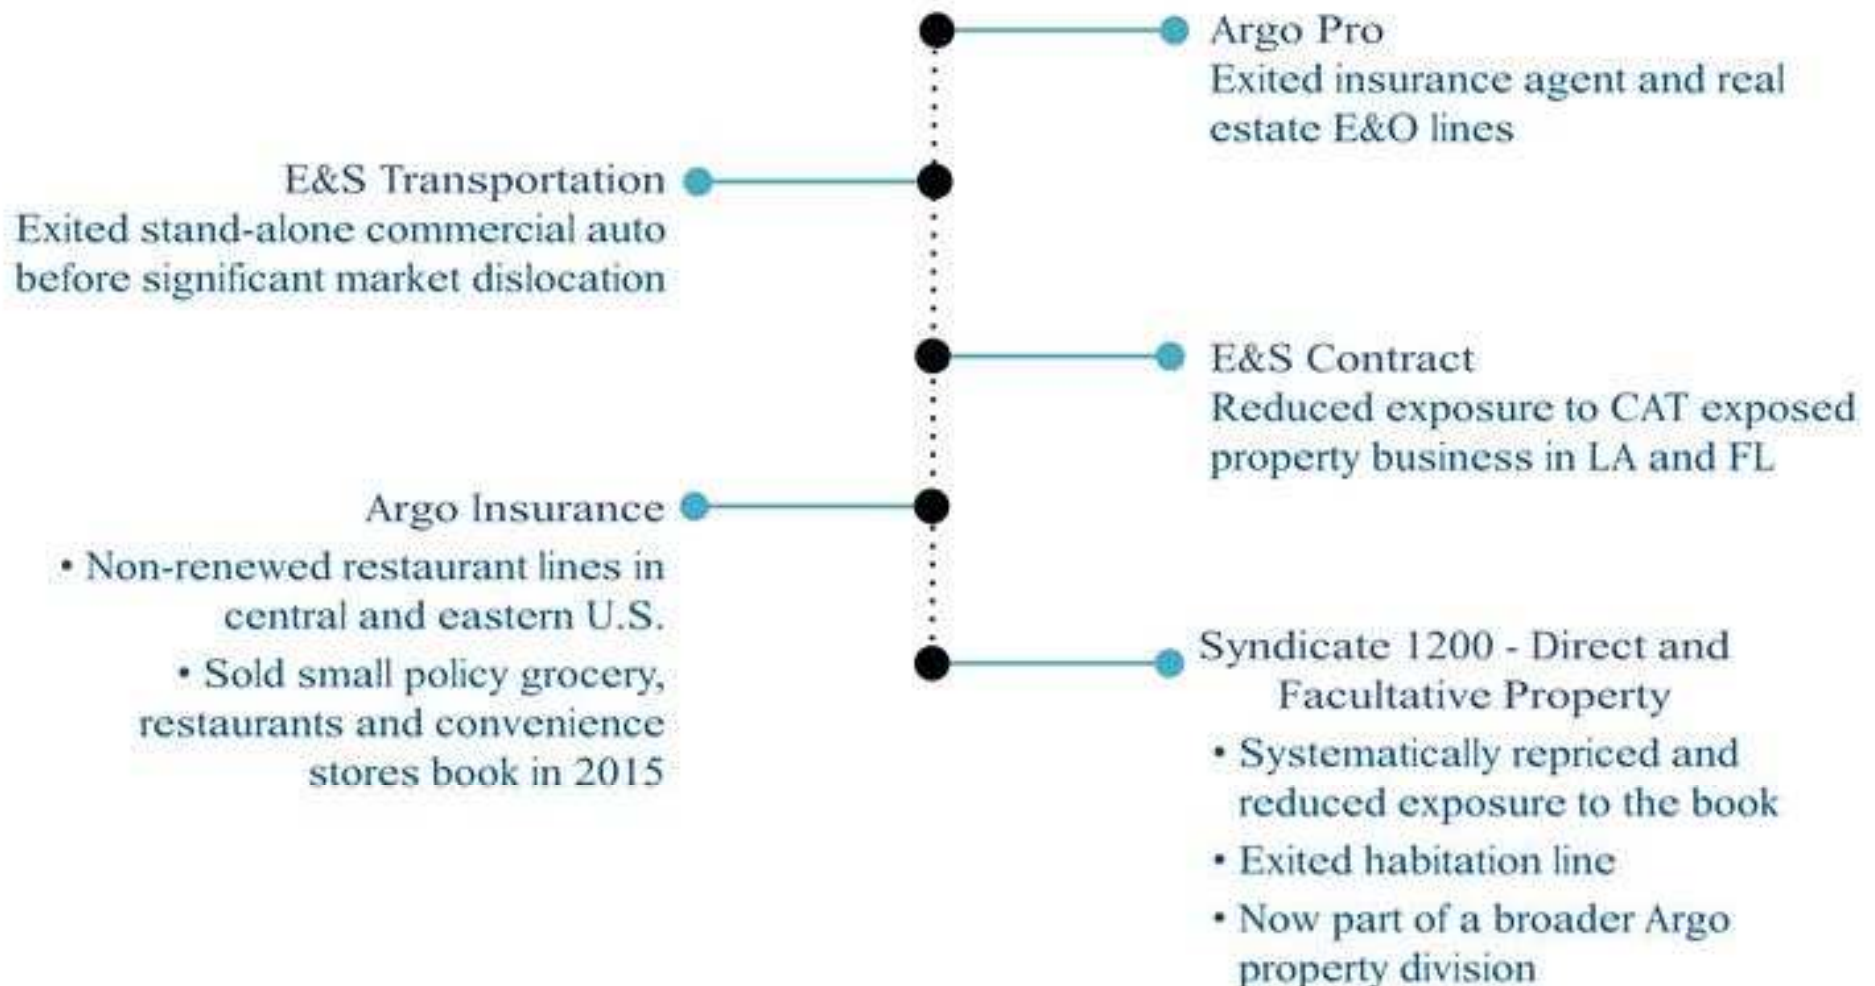 Argo Pro
Exited insurance agent and real
estate E&O lines
E&S Transportation
Exited stand-alone commercial auto
before significant market dislocation
E&S Contract
Reduced exposure to CAT exposed
property business in LA and FL
Argo Insurance
• Non-renewed restaurant lines in
central and eastern U.S.
• Sold small policy grocery,
restaurants and convenience
stores book in 2015
Syndicate 1200 - Direct and
Facultative Property
• Systematically repriced and
reduced exposure to the book
• Exited habitation line
• Now part of a broader Argo
property division